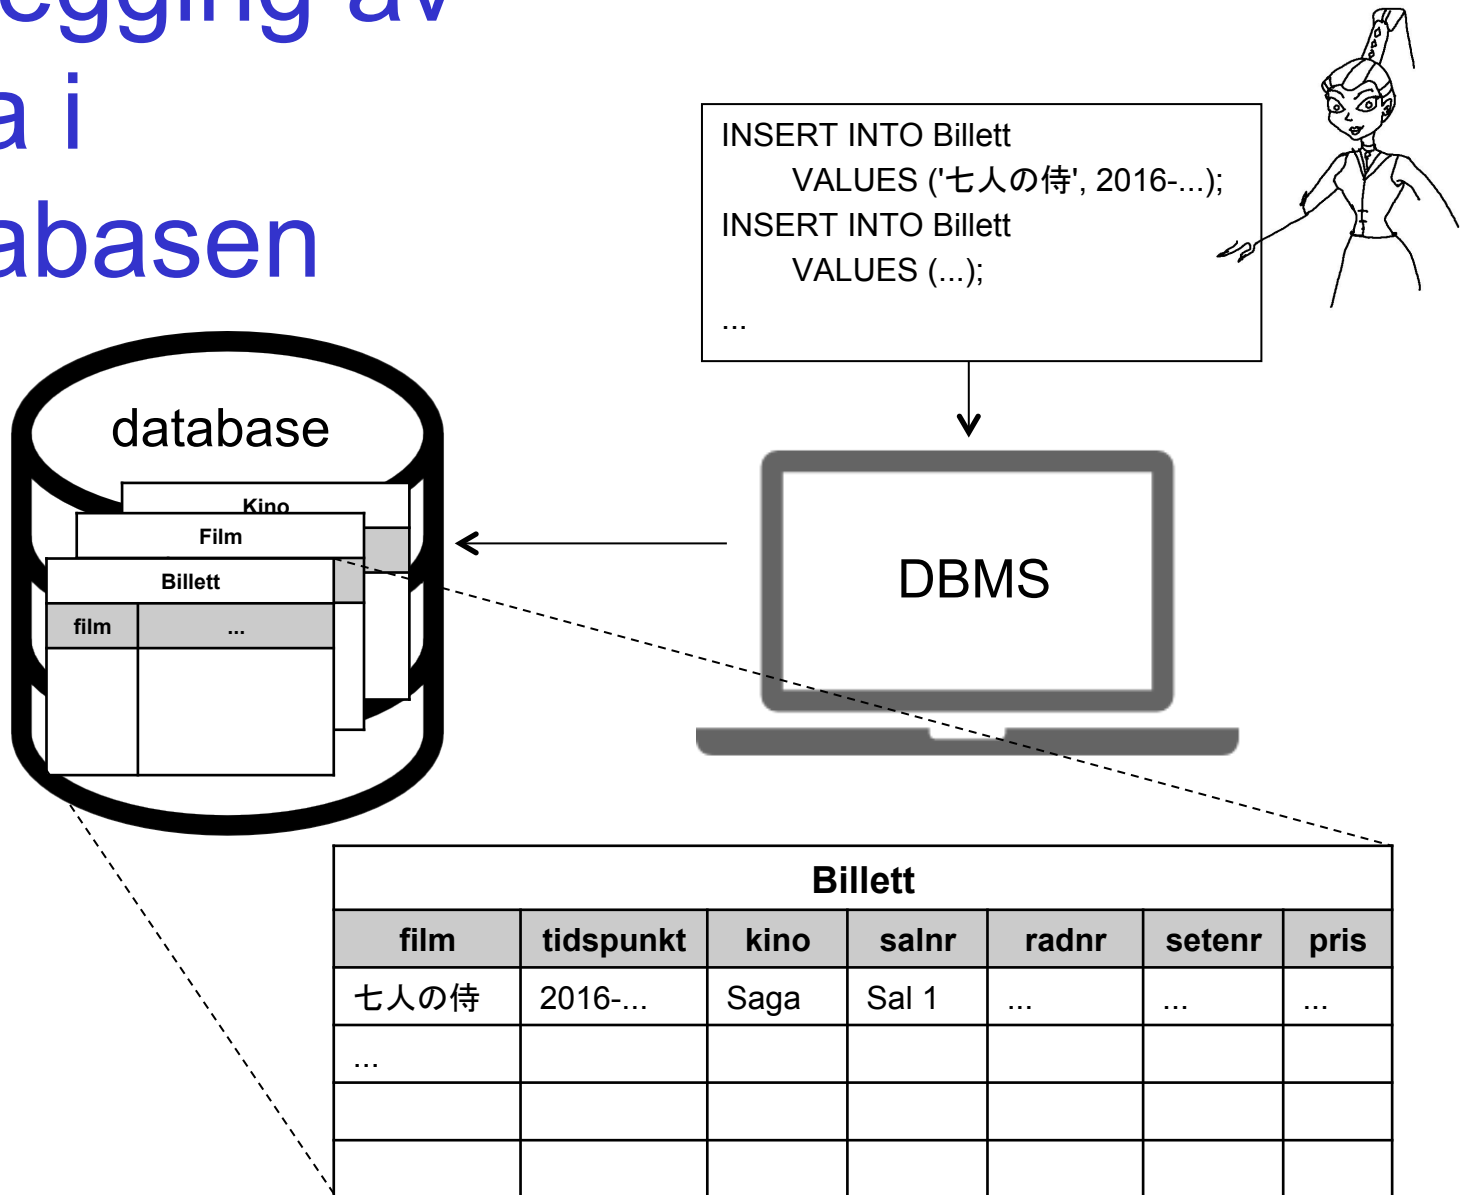 egging av
a i
abasen
INSERT INTO Billett
VALUES ('七人の侍', 2016-...);
INSERT INTO Billett
VALUES (...);
...
database
Kino
Film
Billett
film ...
DBMS
Billett
film tidspunkt kino salnr radnr setenr pris
七人の侍 2016-... Saga Sal 1 ... ... ...
...